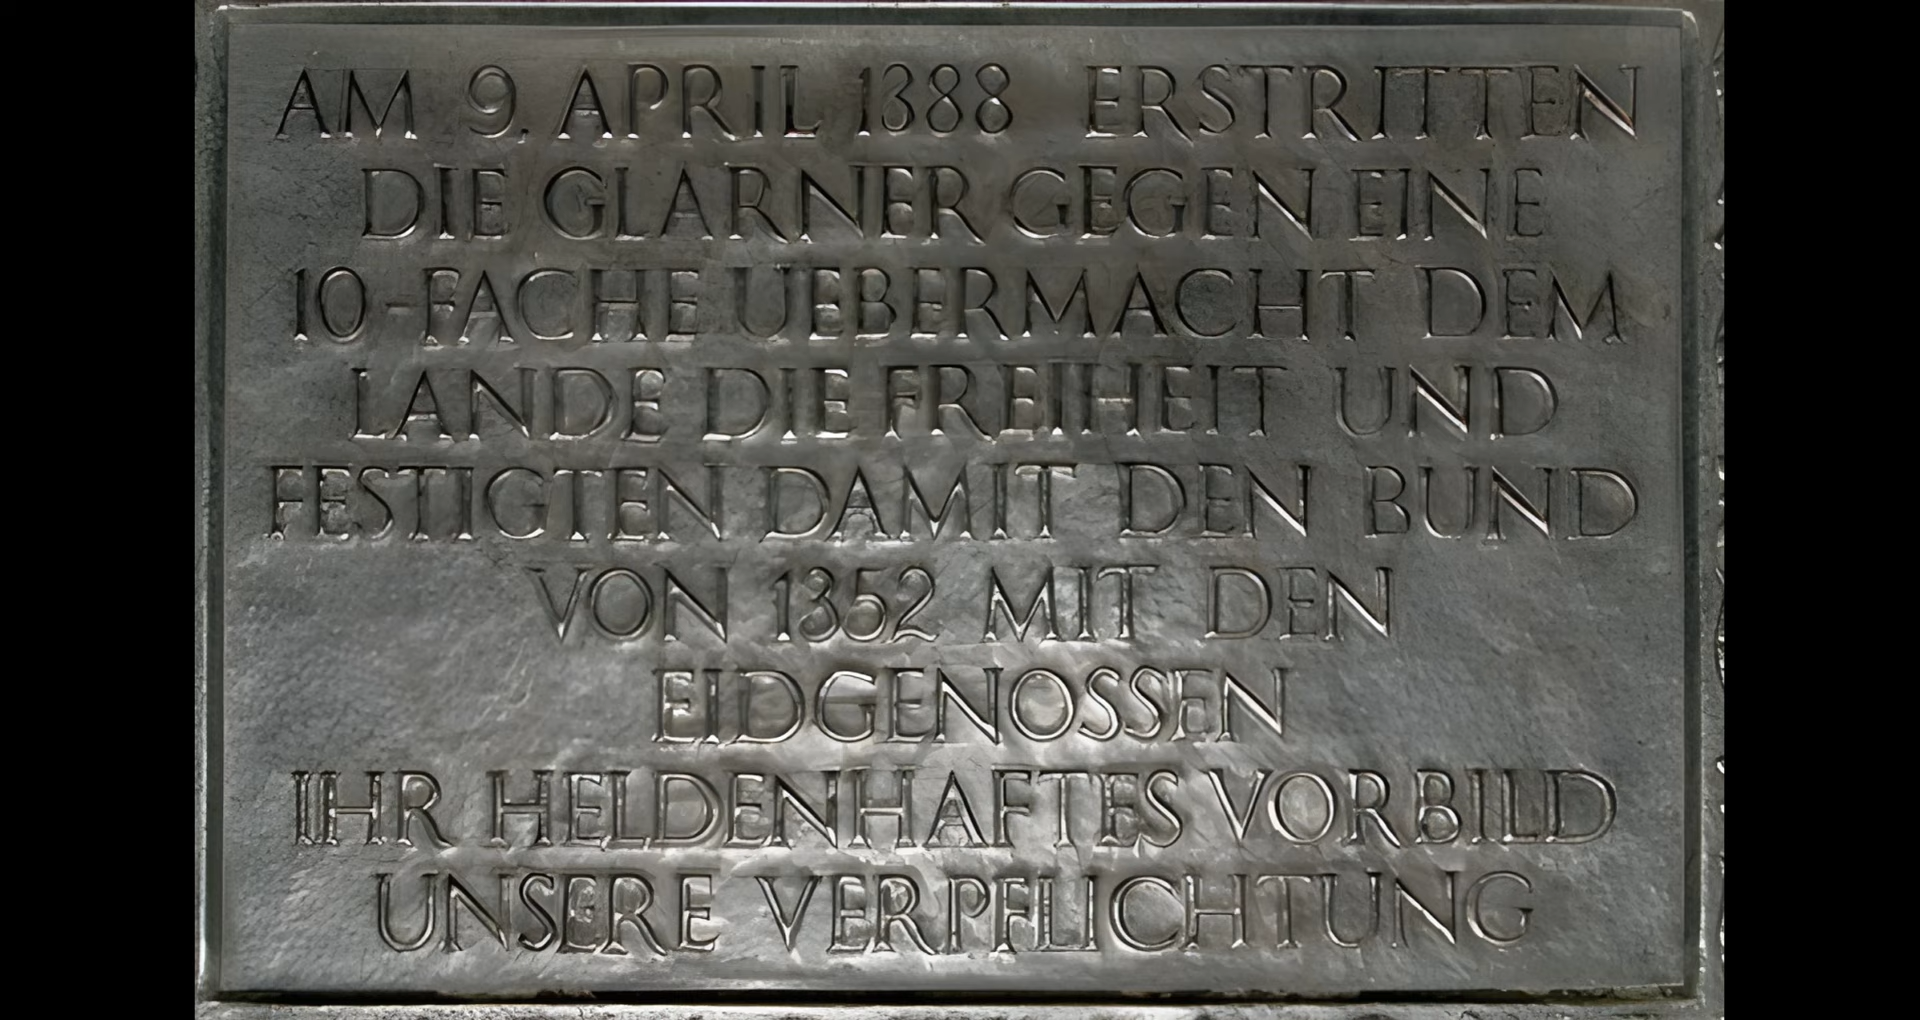 AM 9. APRIL 1388 ERSTRITTEN
DIE GLARNER GEGEN EINE
10-FACHE UEBERMACHT DEM
LANDE DIE FREIHEIT UND
FESTIGTEN DAMIT DEN BUND
VON 1352 MIT DEN
EIDGENOSSEN
IHR HELDENHAFTES VORBILD
UNSERE VERPFLICHTUNG